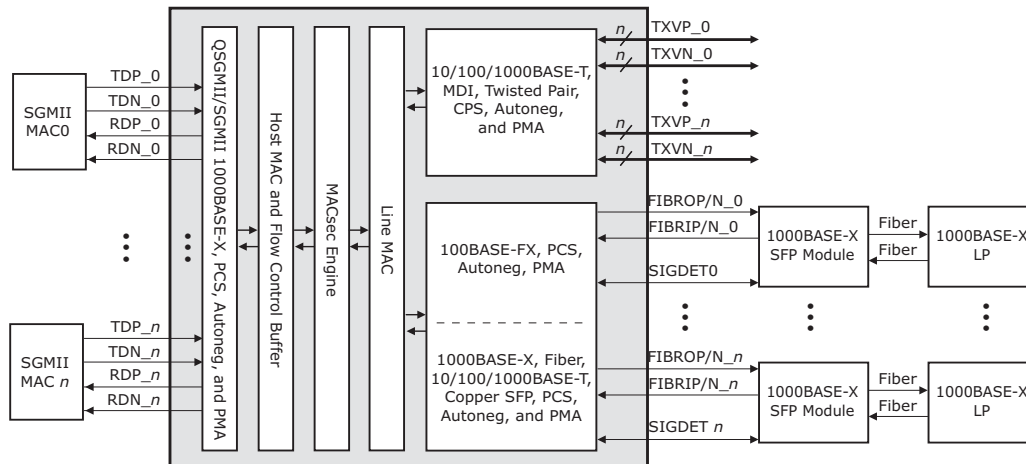 SGMII
MAC0
TDP_0
TDN_0
RDP_0
RDN_0
SGMII
MAC n
TDP_n
TDN_n
RDP_n
RDN_n
QSGMII/SGMII 1000BASE-X, PCS, Autoneg, and PMA
Host MAC and Flow Control
Buffer
MACsec Engine
Line MAC
10/100/1000BASE-T,
MDI, Twisted Pair,
CPS, Autoneg,
and PMA
n
TXVP_0
n
TXVN_0
n
TXVP_n
n
TXVN_n
100BASE-FX, PCS,
Autoneg, PMA
1000BASE-X, Fiber,
10/100/1000BASE-T,
Copper SFP, PCS,
Autoneg, and PMA
FIBROP/N_0
FIBRIP/N_0
SIGDET0
1000BASE-X
SFP Module
Fiber
Fiber
1000BASE-X
LP
FIBROP/N_n
FIBRIP/N_n
SIGDET n
1000BASE-X
SFP Module
Fiber
Fiber
1000BASE-X
LP